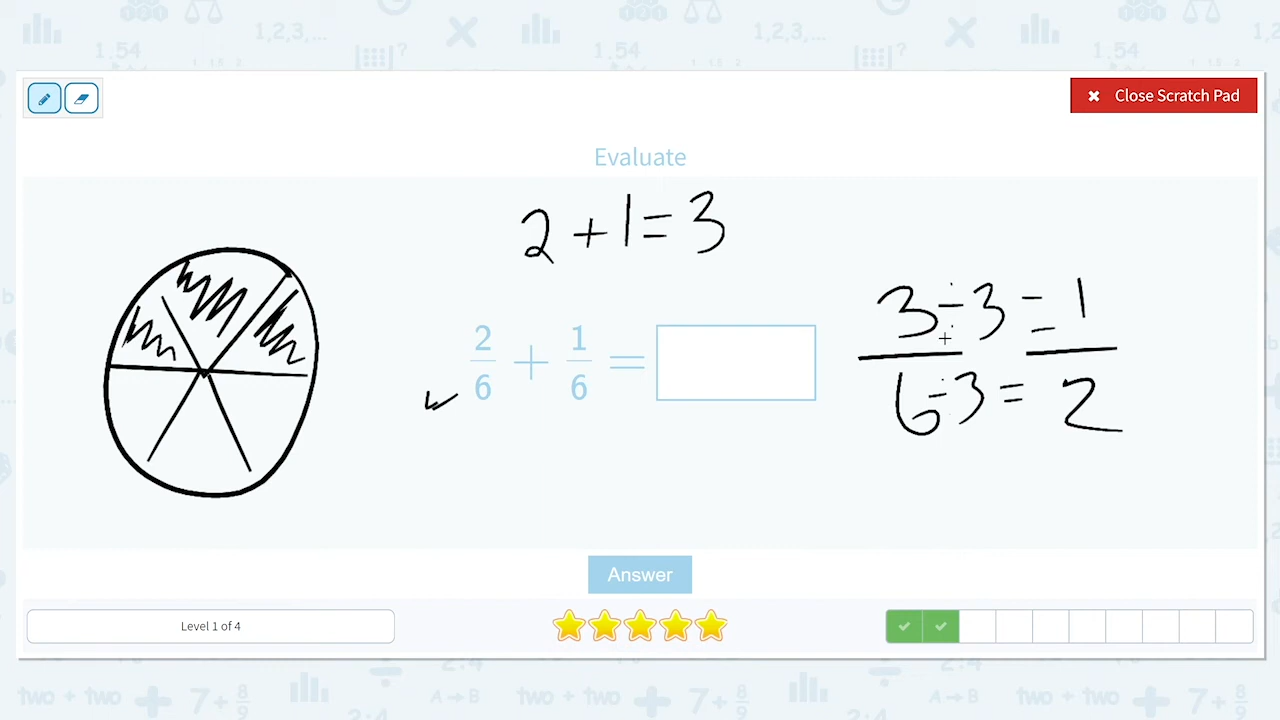 ✖ Close Scratch Pad
Evaluate
2 + 1 = 3
2/6 + 1/6 =
3 ÷ 3 = 1
6 ÷ 3 = 2
Answer
Level 1 of 4